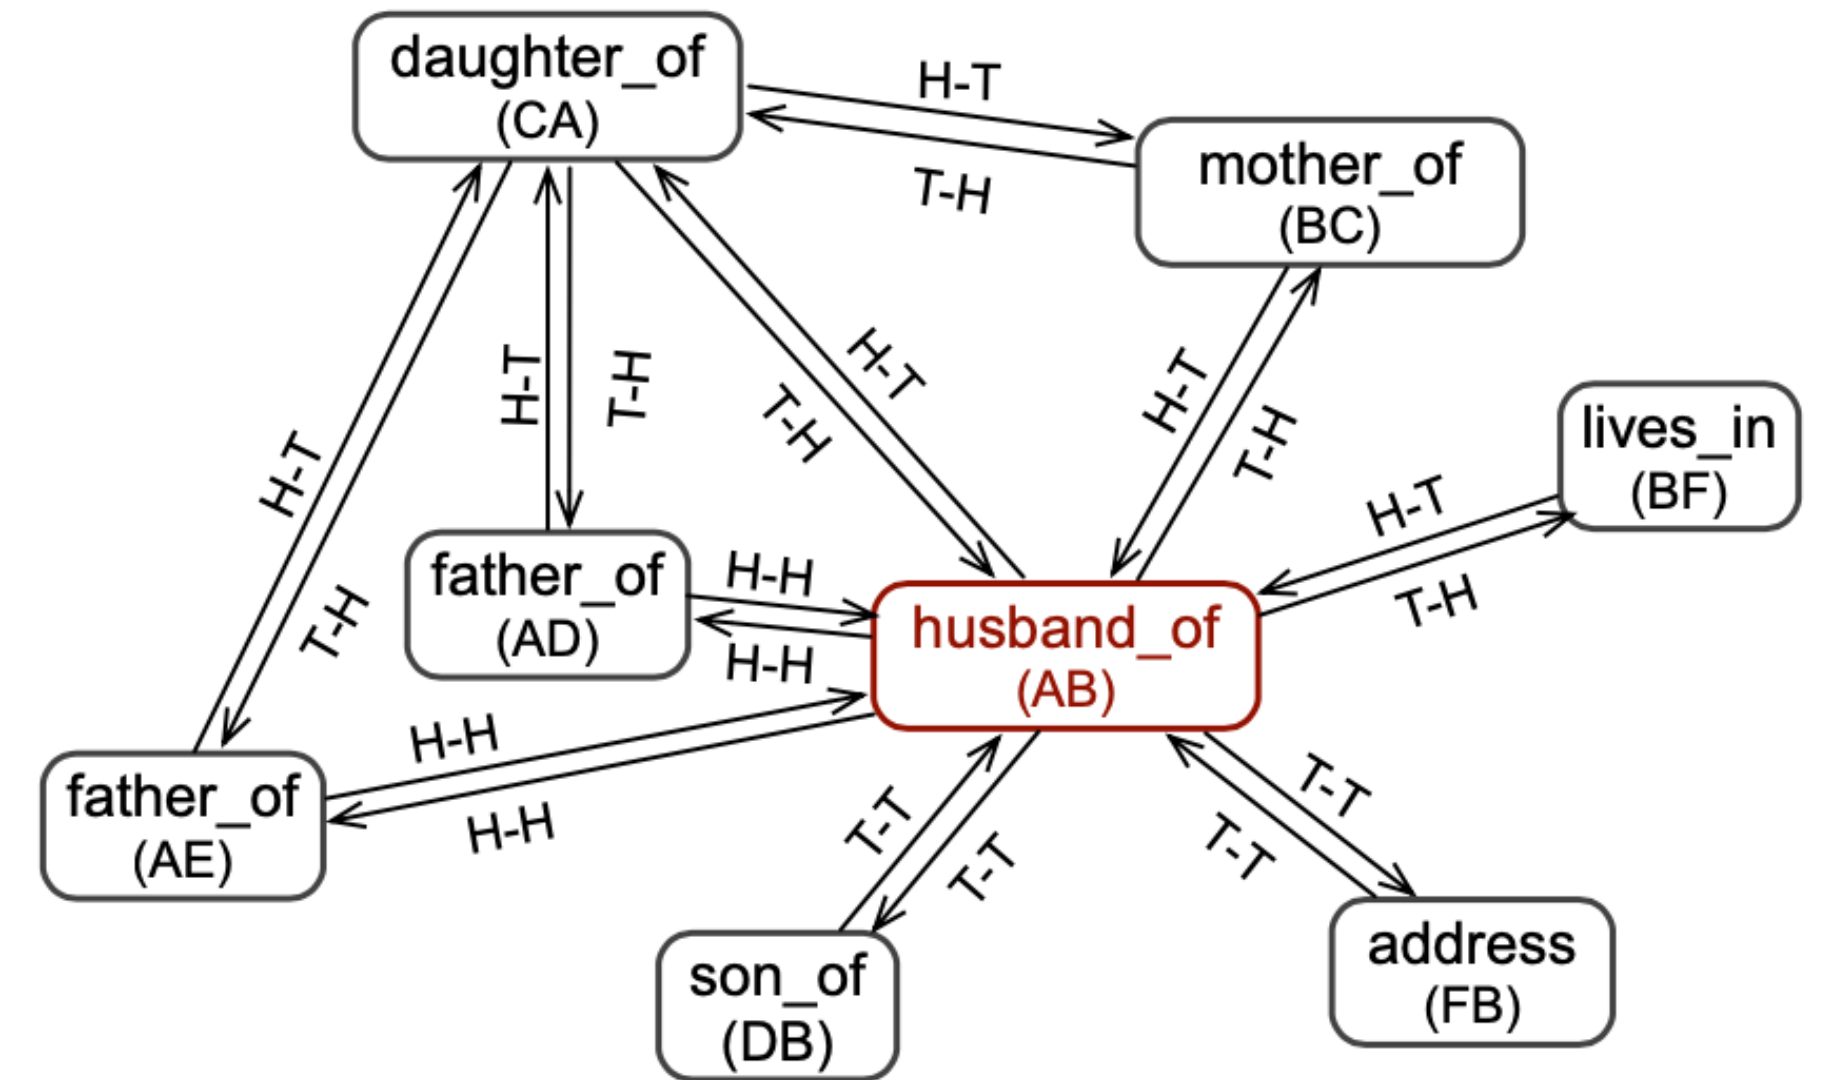 daughter_of
(CA)
H-T
T-H
mother_of
(BC)
H-T
T-H
H-T
T-H
H-T
T-H
H-T
T-H
lives_in
(BF)
H-T
T-H
father_of
(AD)
H-H
H-H
husband_of
(AB)
father_of
(AE)
H-H
H-H
T-T
T-T
T-T
T-T
son_of
(DB)
address
(FB)